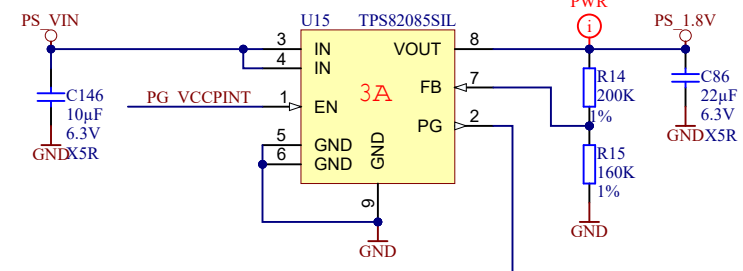 PWR
i
PS_VIN
U15
TPS82085SIL
PS_1.8V
3
IN
VOUT
8
4
IN
3A
FB
7
R14
200K
1%
C86
22µF
6.3V
X5R
GND
C146
10µF
6.3V
X5R
GND
PG_VCCPINT
1
EN
PG
2
5
GND
6
GND
GND
R15
160K
1%
9
GND
GND